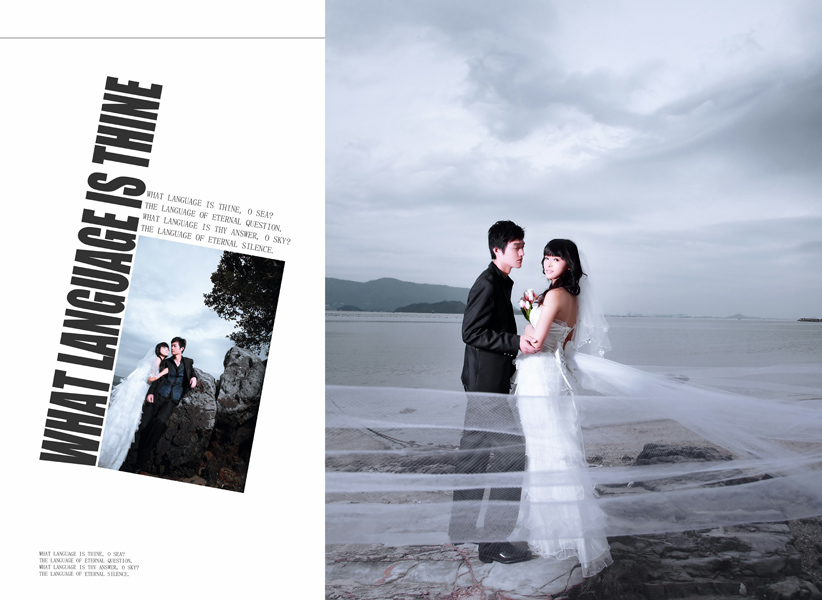 WHAT LANGUAGE IS THINE
WHAT LANGUAGE IS THINE, O SEA?
THE LANGUAGE OF ETERNAL QUESTION.
WHAT LANGUAGE IS THY ANSWER, O SKY?
THE LANGUAGE OF ETERNAL SILENCE.
WHAT LANGUAGE IS THINE, O SEA?
THE LANGUAGE OF ETERNAL QUESTION.
WHAT LANGUAGE IS THY ANSWER, O SKY?
THE LANGUAGE OF ETERNAL SILENCE.